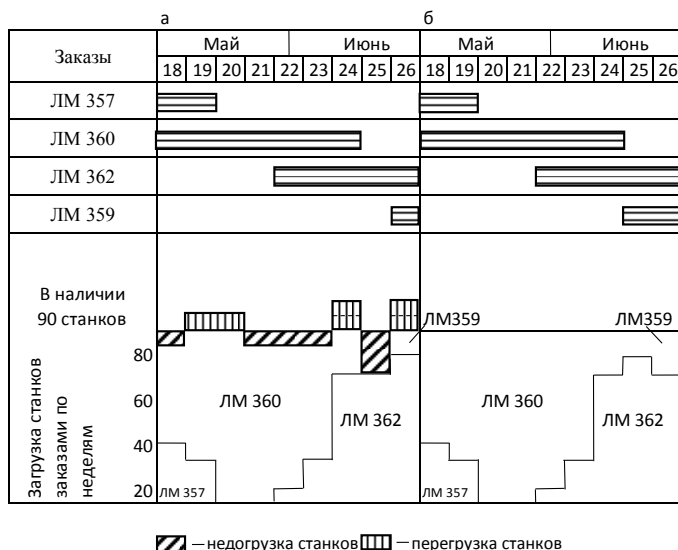 а б
Заказы Май Июнь Май Июнь
18 19 20 21 22 23 24 25 26 18 19 20 21 22 23 24 25 26
ЛМ 357
ЛМ 360
ЛМ 362
ЛМ 359
В наличии
90 станков
ЛМ359 ЛМ359
80
60
40
20
Загрузка станков
заказами по
неделям
ЛМ 360 ЛМ 360
ЛМ 362 ЛМ 362
ЛМ 357 ЛМ 357
– недогрузка станков – перегрузка станков